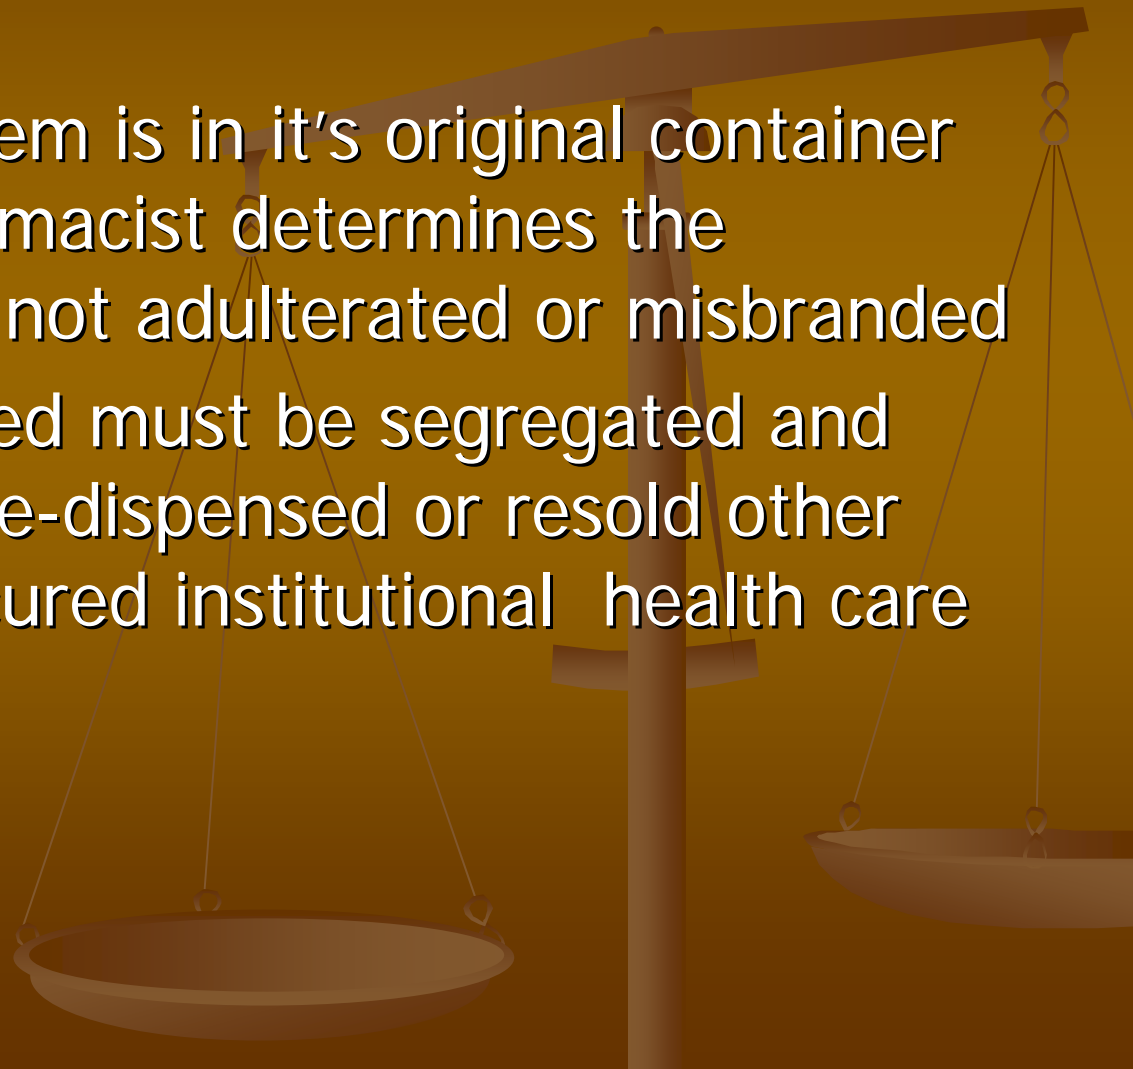 em is in it's original container
macist determines the
not adulterated or misbranded
ed must be segregated and
e-dispensed or resold other
ured institutional  health care